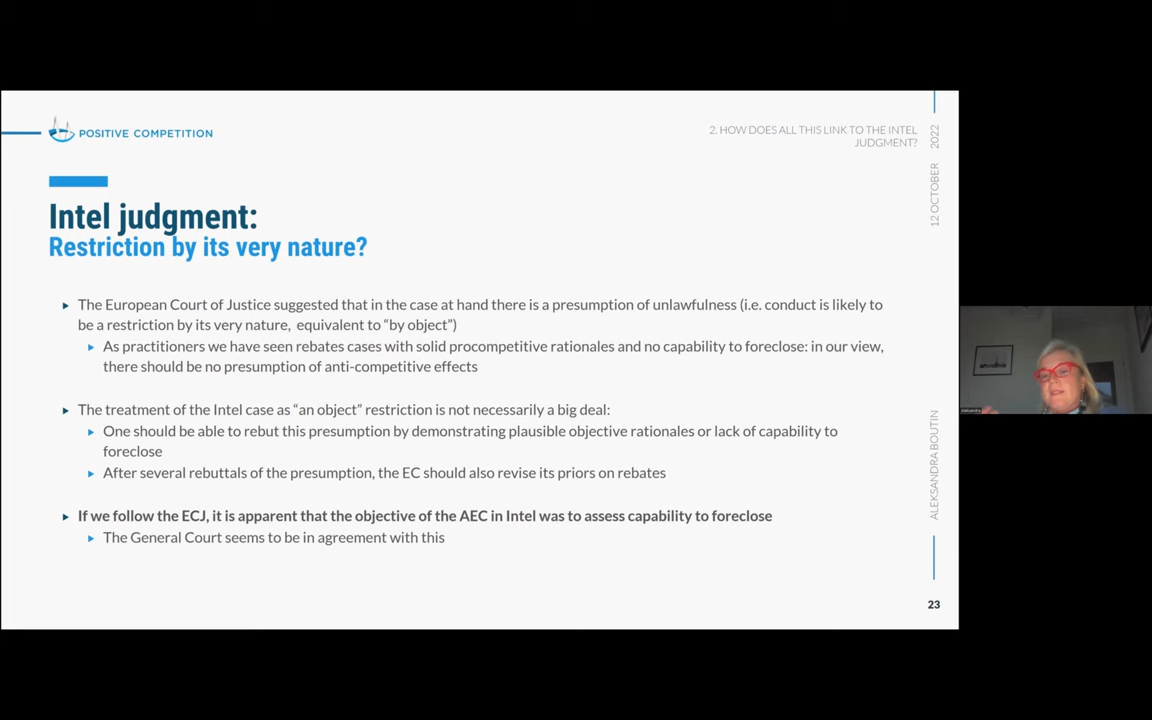 POSITIVE COMPETITION
2. HOW DOES ALL THIS LINK TO THE INTEL
JUDGMENT?
12 OCTOBER 2022
Intel judgment:
Restriction by its very nature?
The European Court of Justice suggested that in the case at hand there is a presumption of unlawfulness (i.e. conduct is likely to
be a restriction by its very nature, equivalent to “by object”)
As practitioners we have seen rebates cases with solid procompetitive rationales and no capability to foreclose: in our view,
there should be no presumption of anti-competitive effects
The treatment of the Intel case as “an object” restriction is not necessarily a big deal:
One should be able to rebut this presumption by demonstrating plausible objective rationales or lack of capability to
foreclose
After several rebuttals of the presumption, the EC should also revise its priors on rebates
If we follow the ECJ, it is apparent that the objective of the AEC in Intel was to assess capability to foreclose
The General Court seems to be in agreement with this
ALEKSANDRA BOUTIN
23